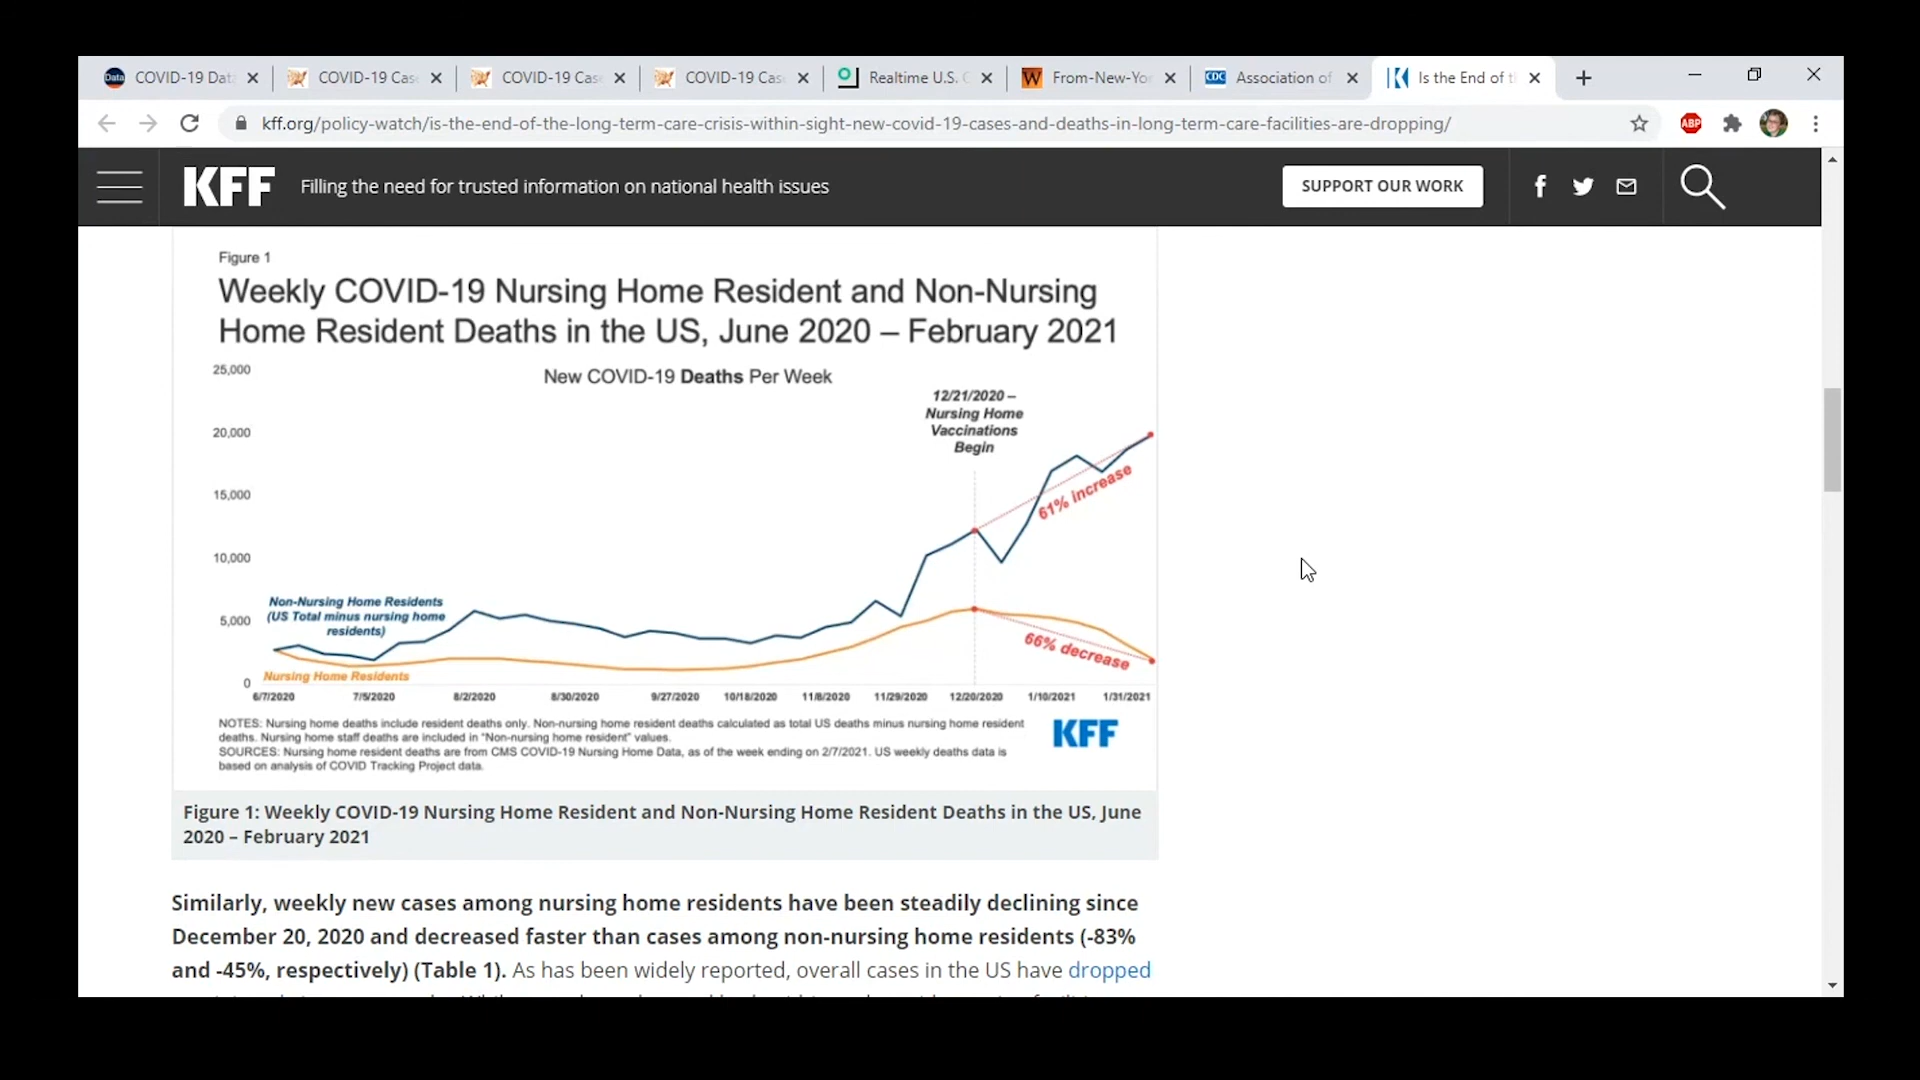 Data COVID-19 Dat
COVID-19 Cas
COVID-19 Cas
COVID-19 Cas
Realtime U.S. C
W From-New-Yo
CDC Association of
Is the End of t
kff.org/policy-watch/is-the-end-of-the-long-term-care-crisis-within-sight-new-covid-19-cases-and-deaths-in-long-term-care-facilities-are-dropping/
ABP
KFF Filling the need for trusted information on national health issues
SUPPORT OUR WORK
Figure 1
Weekly COVID-19 Nursing Home Resident and Non-Nursing
Home Resident Deaths in the US, June 2020 – February 2021
New COVID-19 Deaths Per Week
25,000
20,000
15,000
10,000
5,000
0
12/21/2020 –
Nursing Home
Vaccinations
Begin
61% increase
66% decrease
Non-Nursing Home Residents
(US Total minus nursing home
residents)
Nursing Home Residents
6/7/2020 7/5/2020 8/2/2020 8/30/2020 9/27/2020 10/18/2020 11/8/2020 11/29/2020 12/20/2020 1/10/2021 1/31/2021
NOTES: Nursing home deaths include resident deaths only. Non-nursing home resident deaths calculated as total US deaths minus nursing home resident
deaths. Nursing home staff deaths are included in "Non-nursing home resident" values.
SOURCES: Nursing home resident deaths are from CMS COVID-19 Nursing Home Data, as of the week ending on 2/7/2021. US weekly deaths data is
based on analysis of COVID Tracking Project data.
KFF
Figure 1: Weekly COVID-19 Nursing Home Resident and Non-Nursing Home Resident Deaths in the US, June
2020 – February 2021
Similarly, weekly new cases among nursing home residents have been steadily declining since
December 20, 2020 and decreased faster than cases among non-nursing home residents (-83%
and -45%, respectively) (Table 1). As has been widely reported, overall cases in the US have dropped